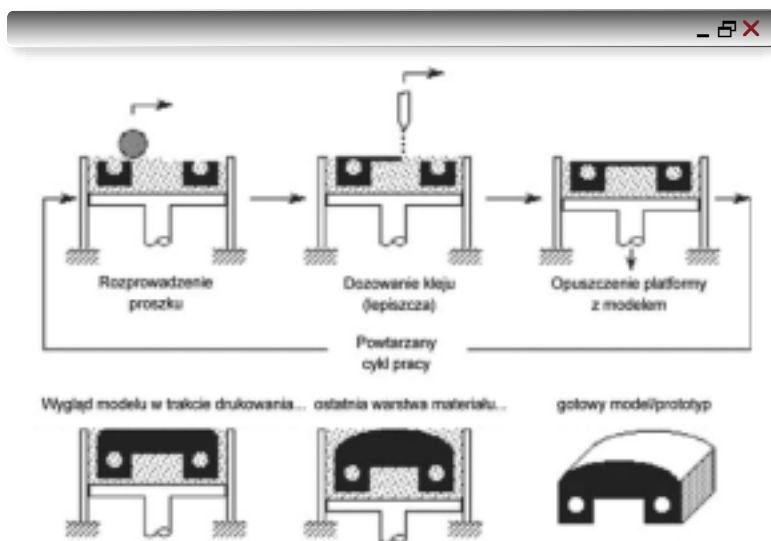 Rozprowadzenie
proszku
Dozowanie kleju
(lepiszcza)
Opuszczenie platformy
z modelem
Powtarzany
cykl pracy
Wygląd modelu w trakcie drukowania...
ostatnia warstwa materiału...
gotowy model/prototyp